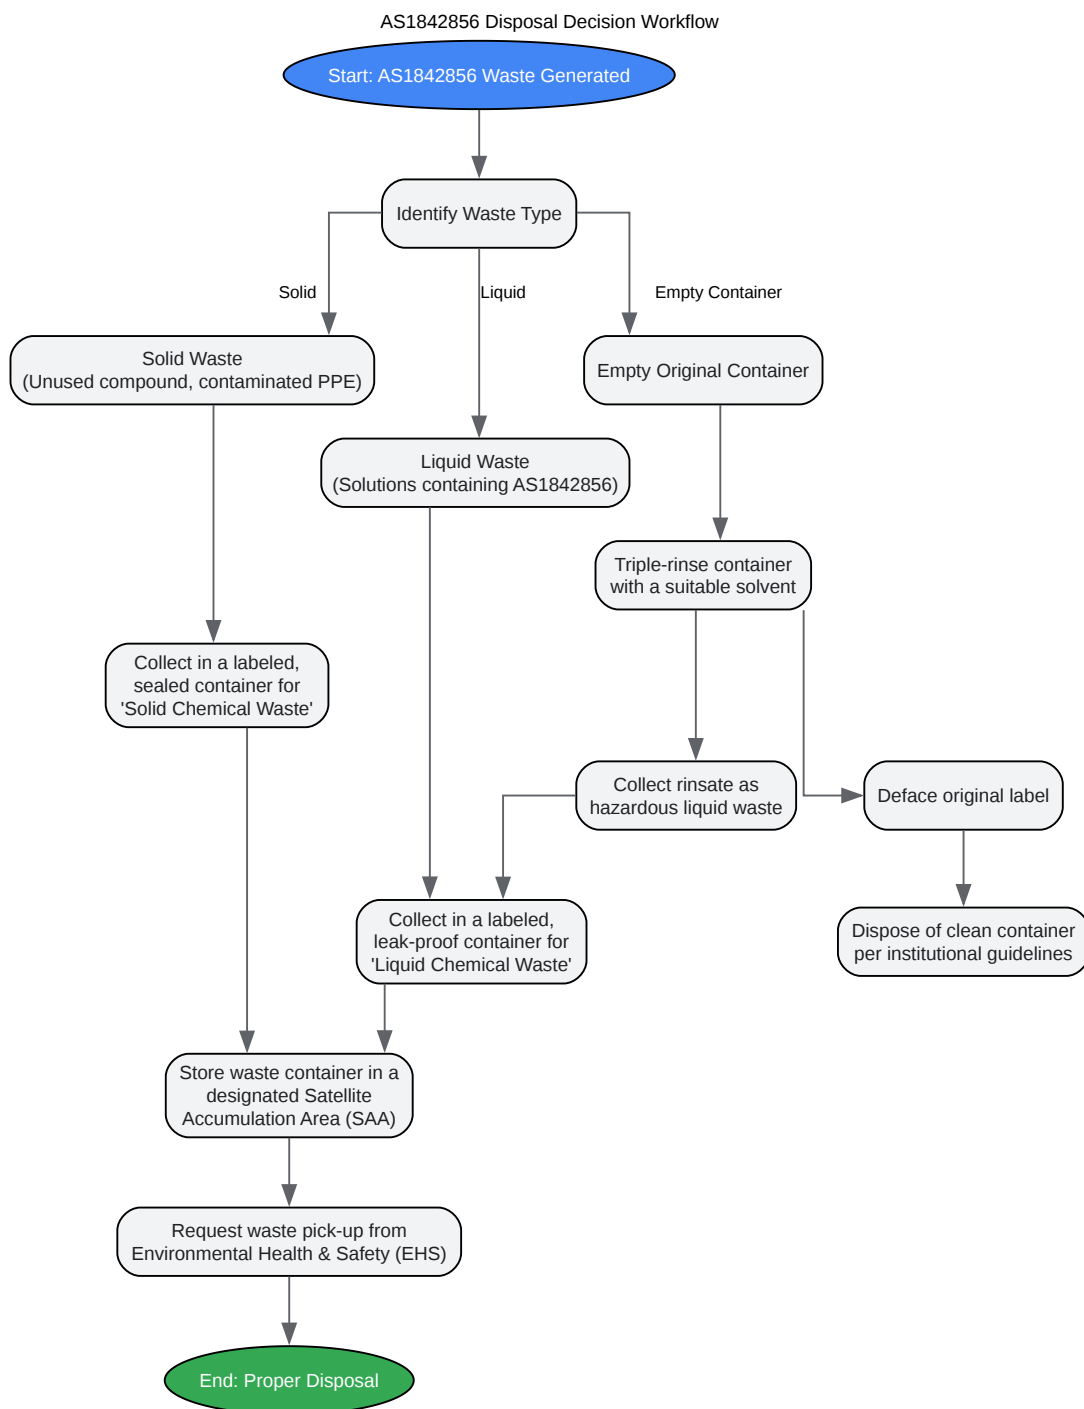 AS1842856 Disposal Decision Workflow
Start: AS1842856 Waste Generated
Identify Waste Type
Solid
Liquid
Empty Container
Solid Waste
(Unused compound, contaminated PPE)
Empty Original Container
Liquid Waste
(Solutions containing AS1842856)
Triple-rinse container
with a suitable solvent
Collect in a labeled,
sealed container for
'Solid Chemical Waste'
Collect rinsate as
hazardous liquid waste
Deface original label
Collect in a labeled,
leak-proof container for
'Liquid Chemical Waste'
Dispose of clean container
per institutional guidelines
Store waste container in a
designated Satellite
Accumulation Area (SAA)
Request waste pick-up from
Environmental Health & Safety (EHS)
End: Proper Disposal